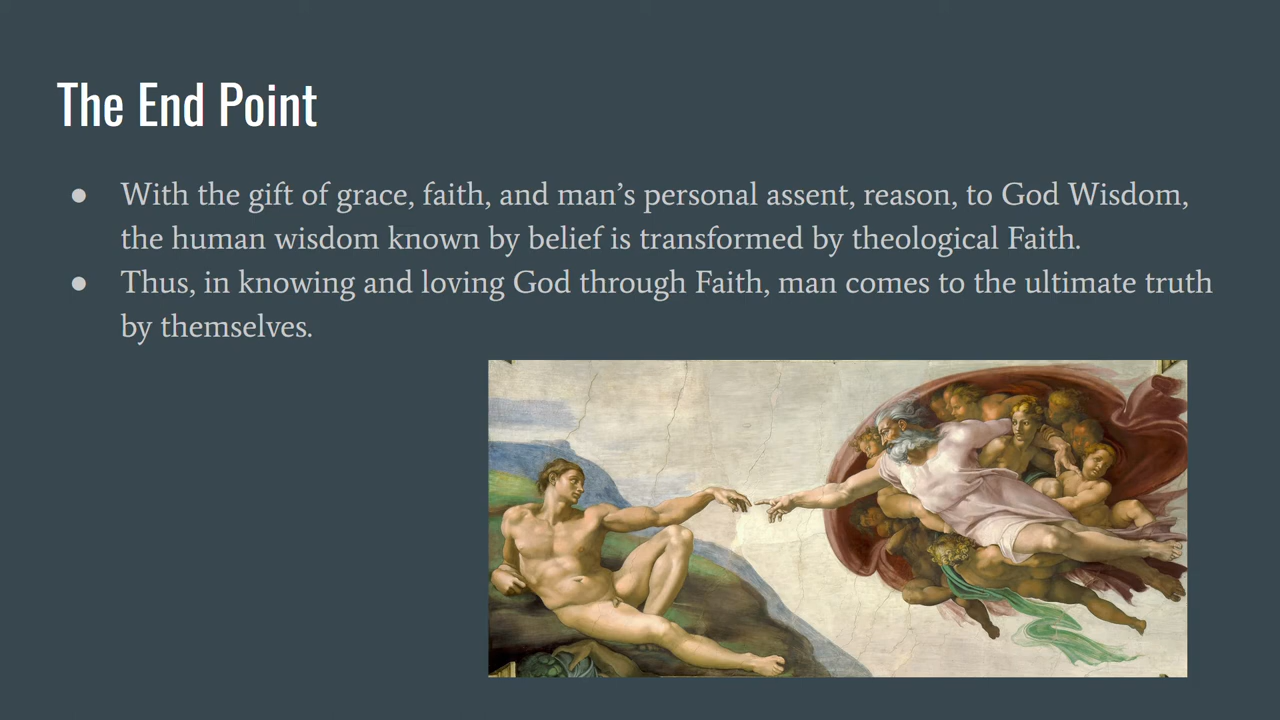 The End Point
● With the gift of grace, faith, and man’s personal assent, reason, to God Wisdom,
the human wisdom known by belief is transformed by theological Faith.
● Thus, in knowing and loving God through Faith, man comes to the ultimate truth
by themselves.